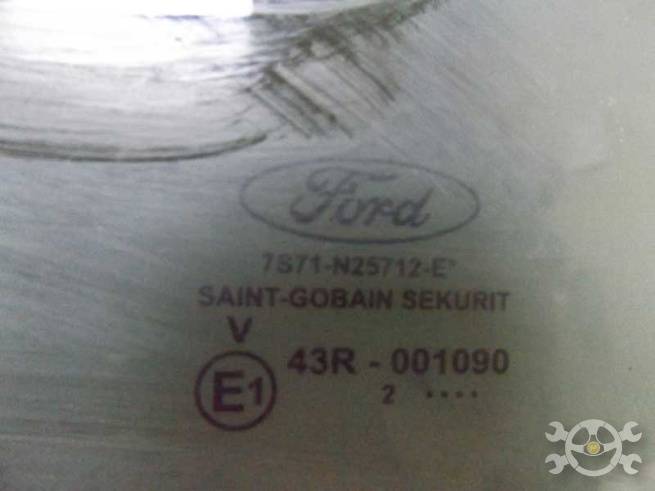 Ford
7S71-N25712-E*
SAINT-GOBAIN SEKURIT
V
E1 43R - 001090
2 ....